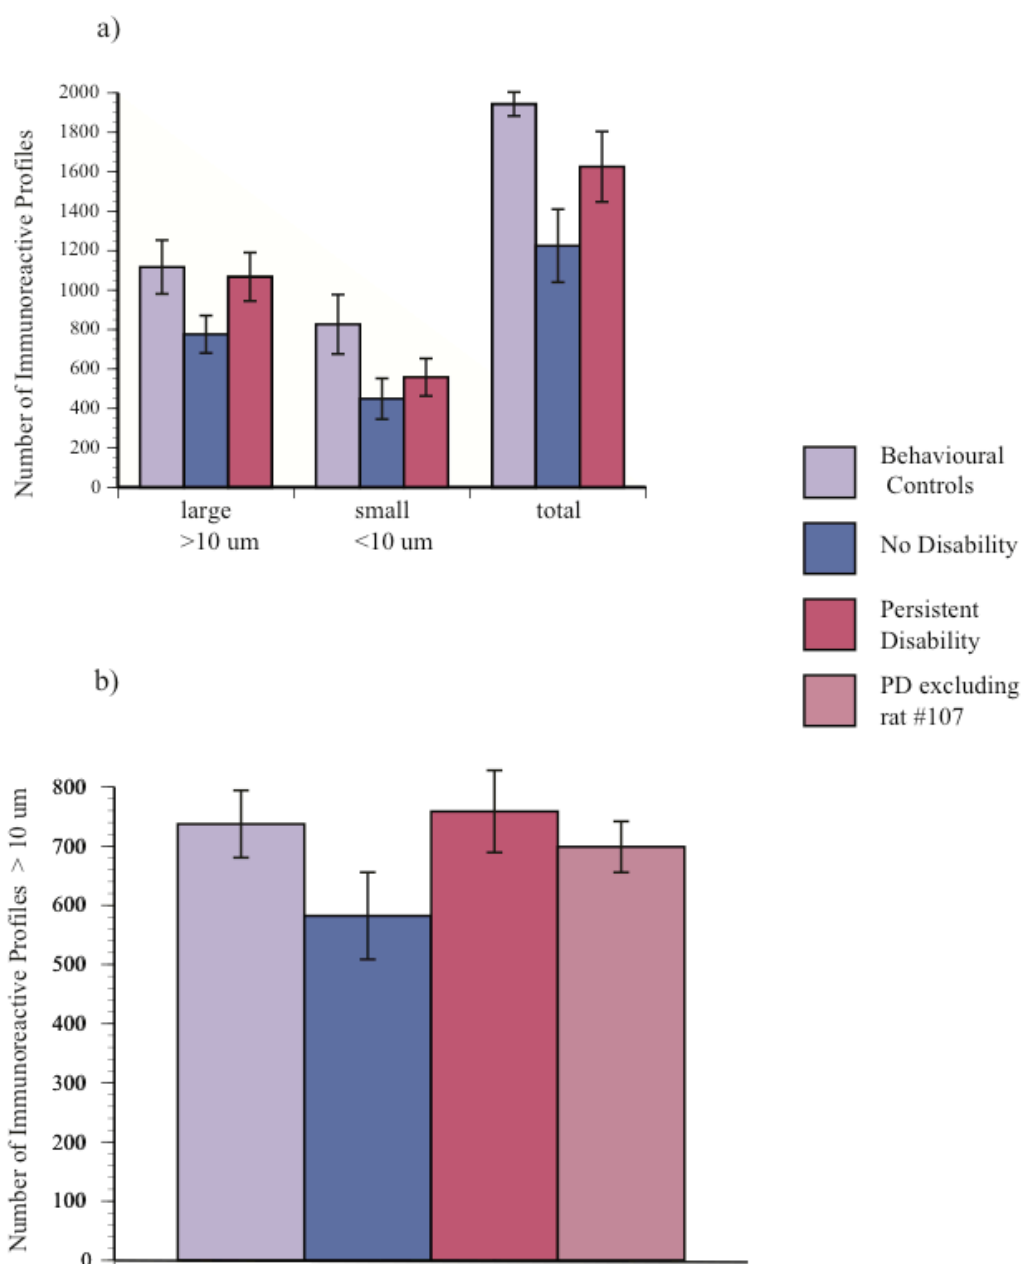 a)
Number of Immunoreactive Profiles
2000
1800
1600
1400
1200
1000
800
600
400
200
0
large
>10 um
small
<10 um
total
Behavioural
Controls
No Disability
Persistent
Disability
PD excluding
rat #107
b)
Number of Immunoreactive Profiles > 10 um
800
700
600
500
400
300
200
100
0